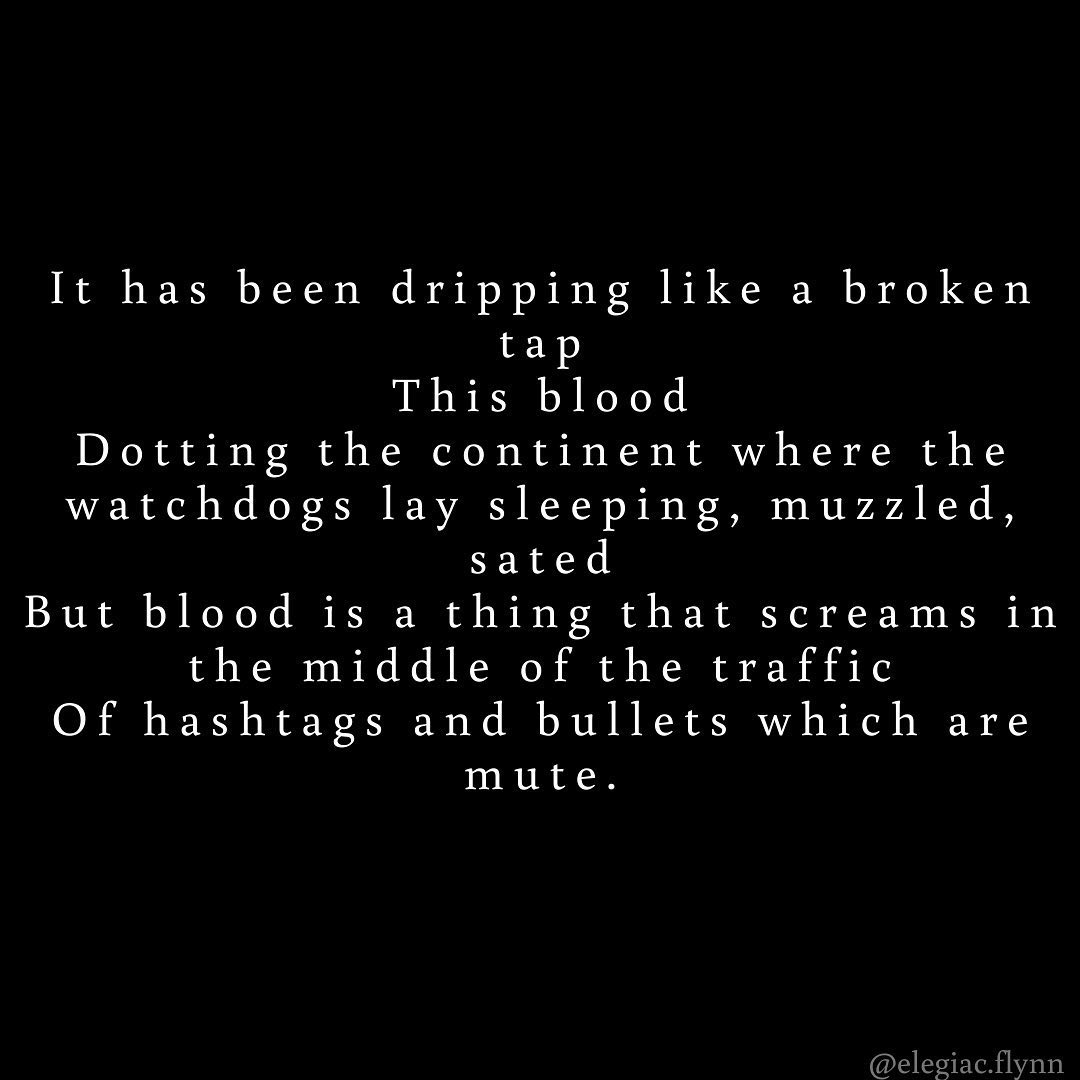 It has been dripping like a broken
tap
This blood
Dotting the continent where the
watchdogs lay sleeping, muzzled,
sated
But blood is a thing that screams in
the middle of the traffic
Of hashtags and bullets which are
mute.
@elegiac.flynn